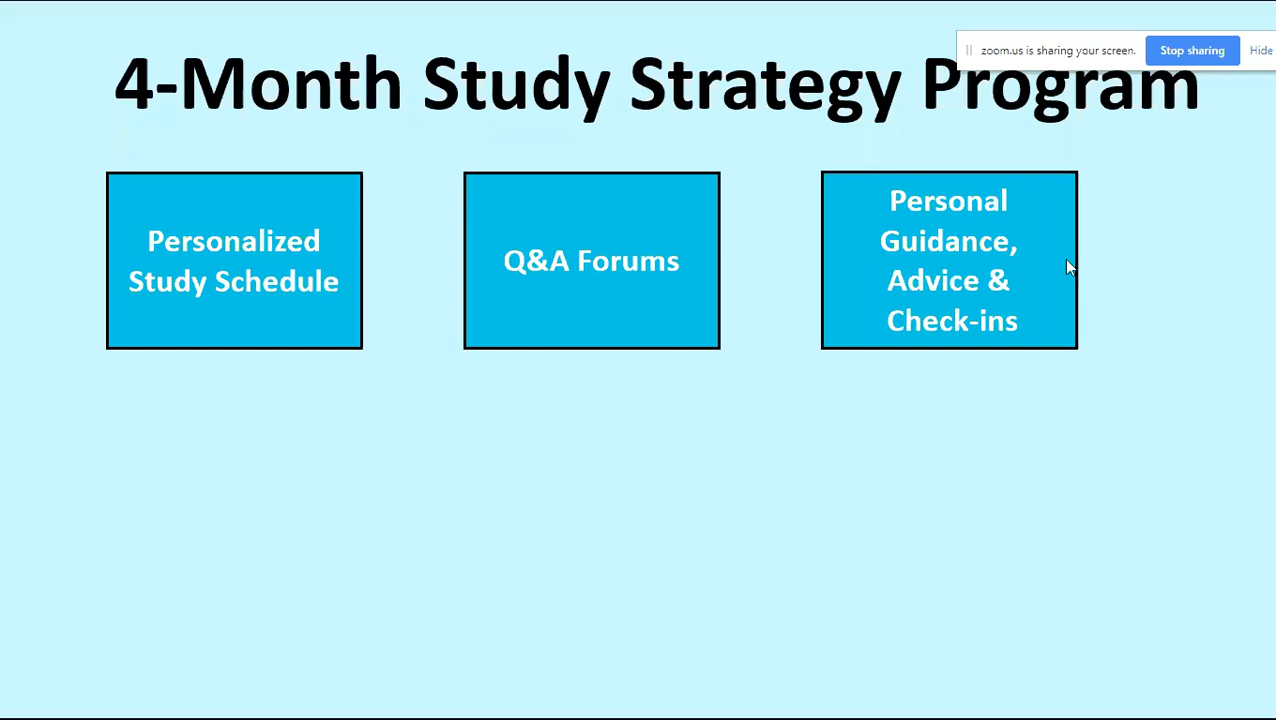 zoom.us is sharing your screen. Stop sharing Hide
4-Month Study Strategy Program
Personalized
Study Schedule
Q&A Forums
Personal
Guidance,
Advice &
Check-ins